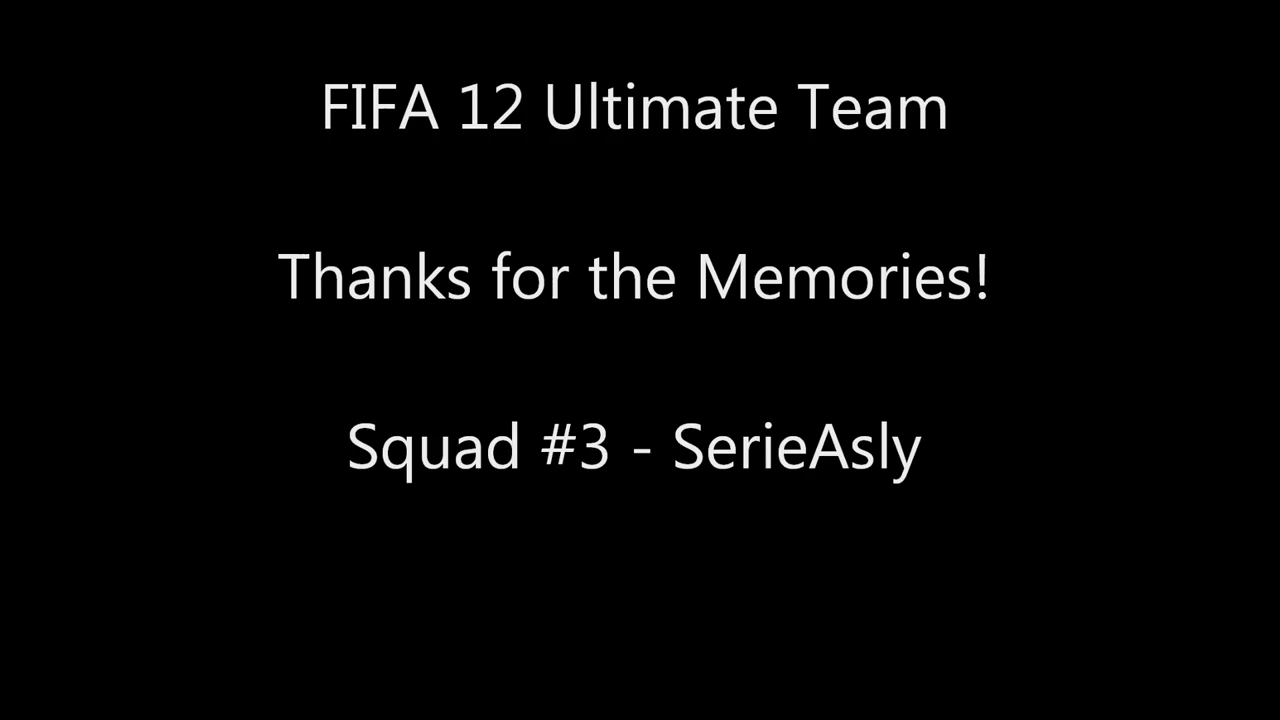 FIFA 12 Ultimate Team
Thanks for the Memories!
Squad #3 - SerieAsly